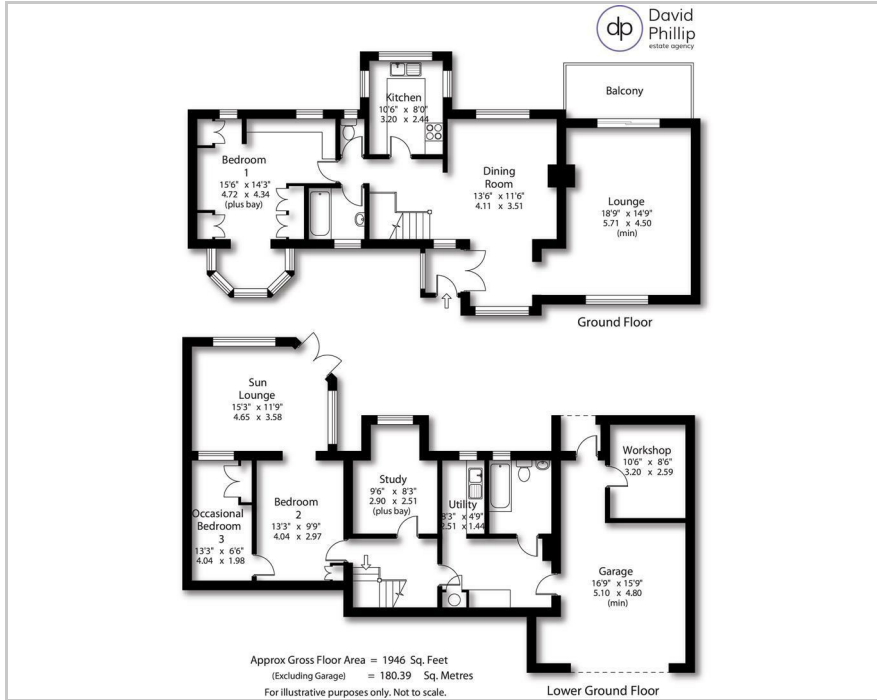 dp
David
Phillip
estate agency
Balcony
Kitchen
10'6" x 8'0"
3.20 x 2.44
Bedroom
1
15'6" x 14'3"
4.72 x 4.34
(plus bay)
Dining
Room
13'6" x 11'6"
4.11 x 3.51
Lounge
18'9" x 14'9"
5.71 x 4.50
(min)
Ground Floor
Sun
Lounge
15'3" x 11'9"
4.65 x 3.58
Workshop
10'6" x 8'6"
3.20 x 2.59
Study
9'6" x 8'3"
2.90 x 2.51
(plus bay)
Utility
8'3" x 4'9"
2.51 x 1.44
Bedroom
2
13'3" x 9'9"
4.04 x 2.97
Occasional
Bedroom
3
13'3" x 6'6"
4.04 x 1.98
Garage
16'9" x 15'9"
5.10 x 4.80
(min)
Approx Gross Floor Area = 1946 Sq. Feet
(Excluding Garage) = 180.39 Sq. Metres
For illustrative purposes only. Not to scale.
Lower Ground Floor